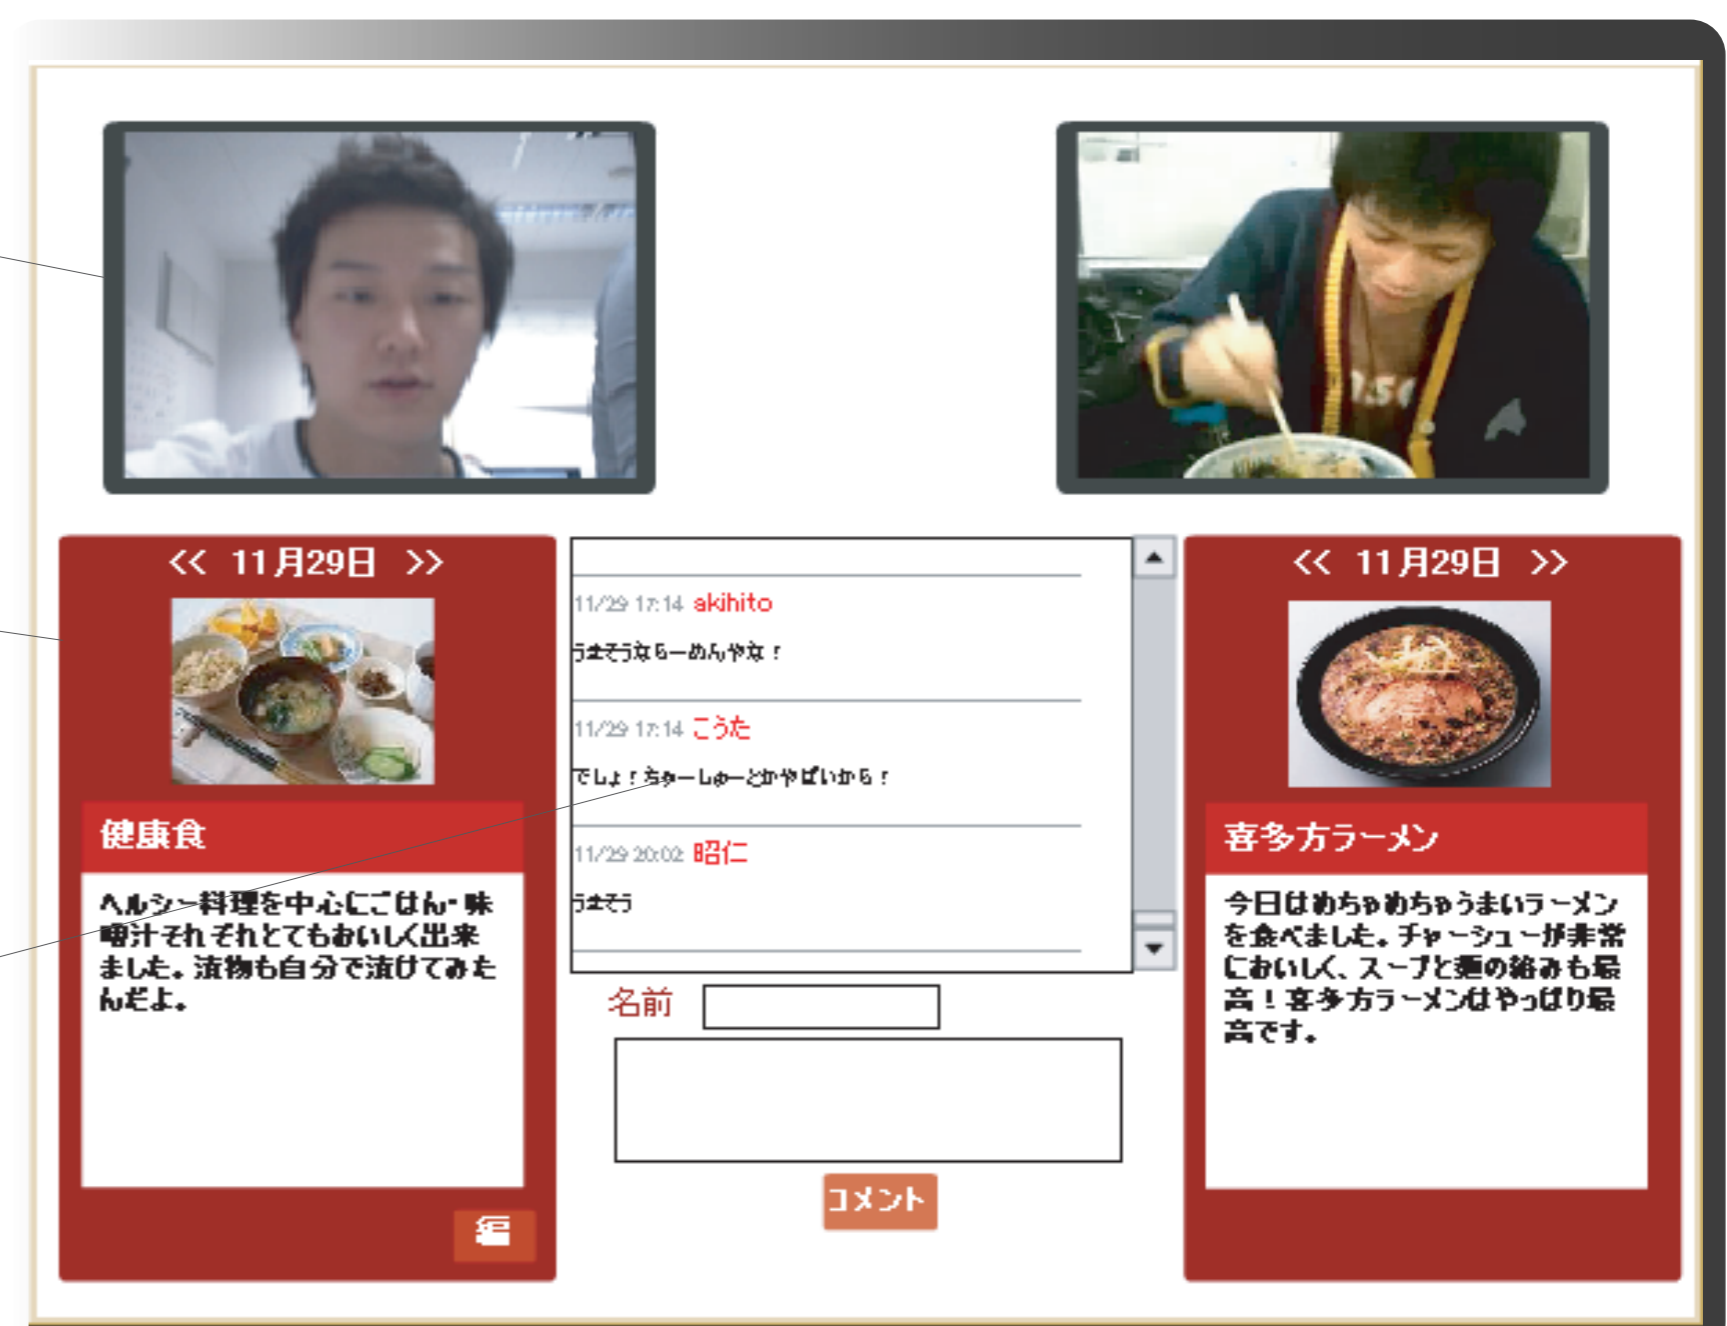 << 11月29日 >>
健康食
ヘルシー料理を中心にごはん・味
噌汁それぞれとてもおいしく出来
ました。漬物も自分で漬けてみた
んだよ。
11/29 17:14 akihito
うまそうならーめんやな！
11/29 17:14 こうた
でしょ！ちゃーしゅーとかやばいから！
11/29 20:02 昭仁
うまそう
名前
コメント
<< 11月29日 >>
喜多方ラーメン
今日はめちゃめちゃうまいラーメン
を食べました。チャーシューが非常
においしく、スープと麺の絡みも最
高！喜多方ラーメンはやっぱり最
高です。